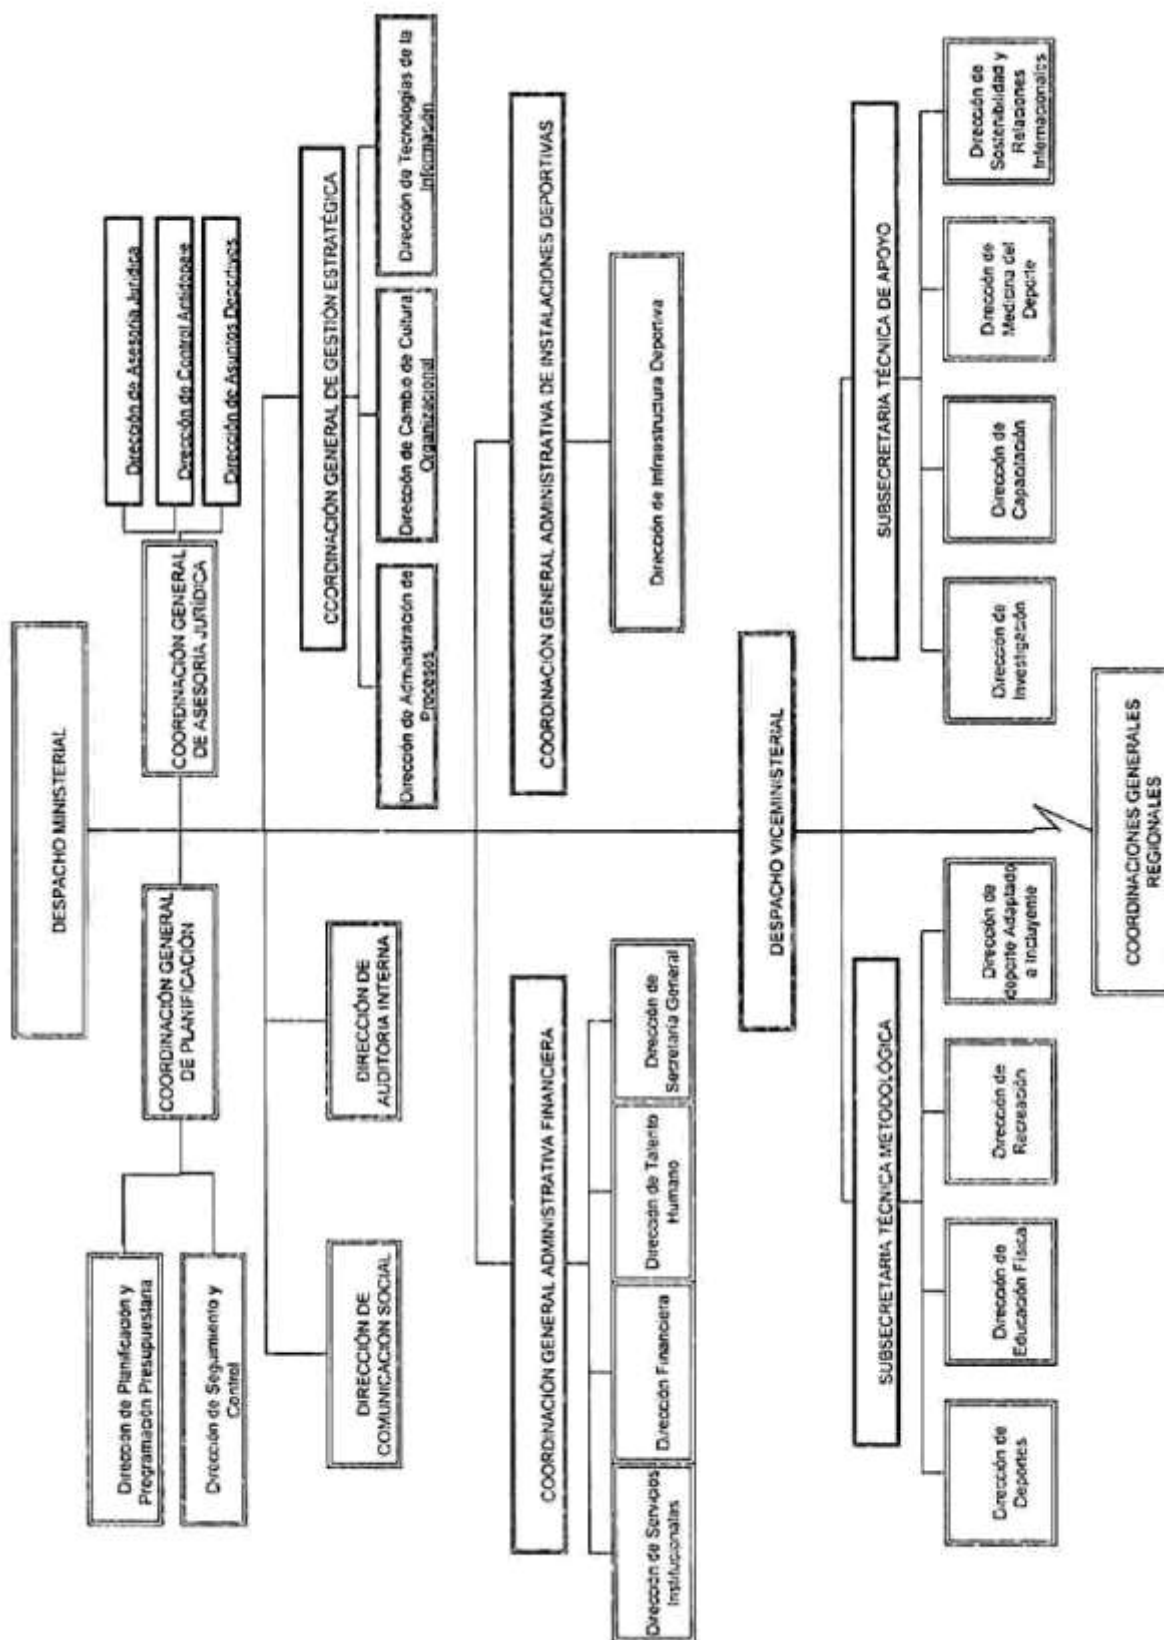 DESPACHO MINISTERIAL
COORDINACIÓN GENERAL
DE PLANIFICACIÓN
COORDINACIÓN GENERAL
DE ASESORIA JURÍDICA
Dirección de Planificación y
Programación Presupuestaria
Dirección de Seguimiento y
Control
Dirección de Asesoria Jurídica
Dirección de Control Antidopaje
Dirección de Asuntos Deportivos
DIRECCIÓN DE
COMUNICACIÓN SOCIAL
DIRECCIÓN DE
AUDITORIA INTERNA
COORDINACIÓN GENERAL DE GESTIÓN ESTRATÉGICA
Dirección de Administración de
Procesos
Dirección de Cambio de Cultura
Organizacional
Dirección de Tecnologías de la
Información
COORDINACIÓN GENERAL ADMINISTRATIVA FINANCIERA
Dirección de Servicios
Institucionales
Dirección Financiera
Dirección de Talento
Humano
Dirección de
Secretaria General
COORDINACIÓN GENERAL ADMINISTRATIVA DE INSTALACIONES DEPORTIVAS
Dirección de Infraestructura Deportiva
DESPACHO VICEMINISTERIAL
SUBSECRETARIA TÉCNICA METODOLÓGICA
Dirección de
Deportes
Dirección de
Educación Física
Dirección de
Recreación
Dirección de
deporte Adaptado
e Incluyente
SUBSECRETARIA TÉCNICA DE APOYO
Dirección de
Investigación
Dirección de
Capacitación
Dirección de
Medicina del
Deporte
Dirección de
Sostenibilidad y
Relaciones
Internacionales
COORDINACIONES GENERALES
REGIONALES